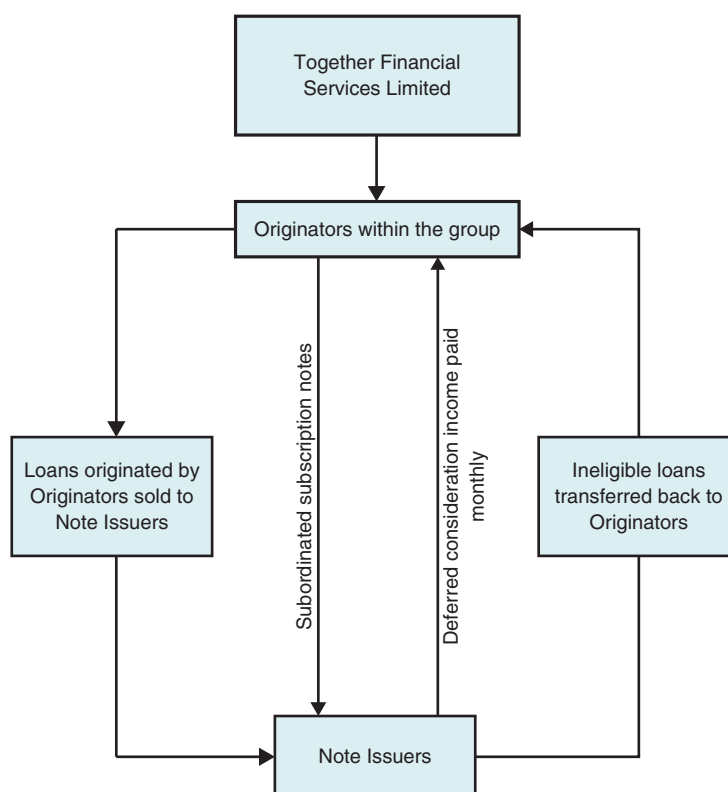 Together Financial
Services Limited
Originators within the group
Loans originated by
Originators sold to
Note Issuers
Subordinated subscription notes
Deferred consideration income paid
monthly
Ineligible loans
transferred back to
Originators
Note Issuers